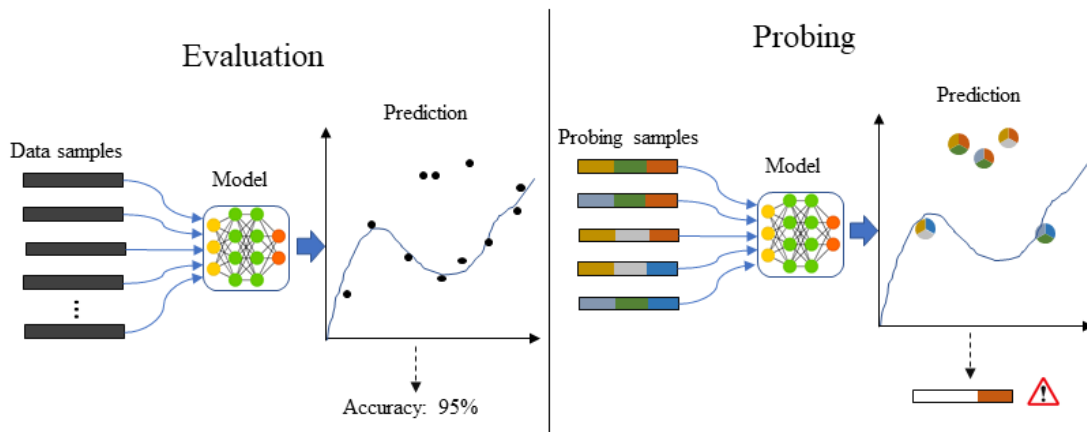 Evaluation
Prediction
Data samples
Model
...
Accuracy: 95%
Probing
Prediction
Probing samples
Model
!